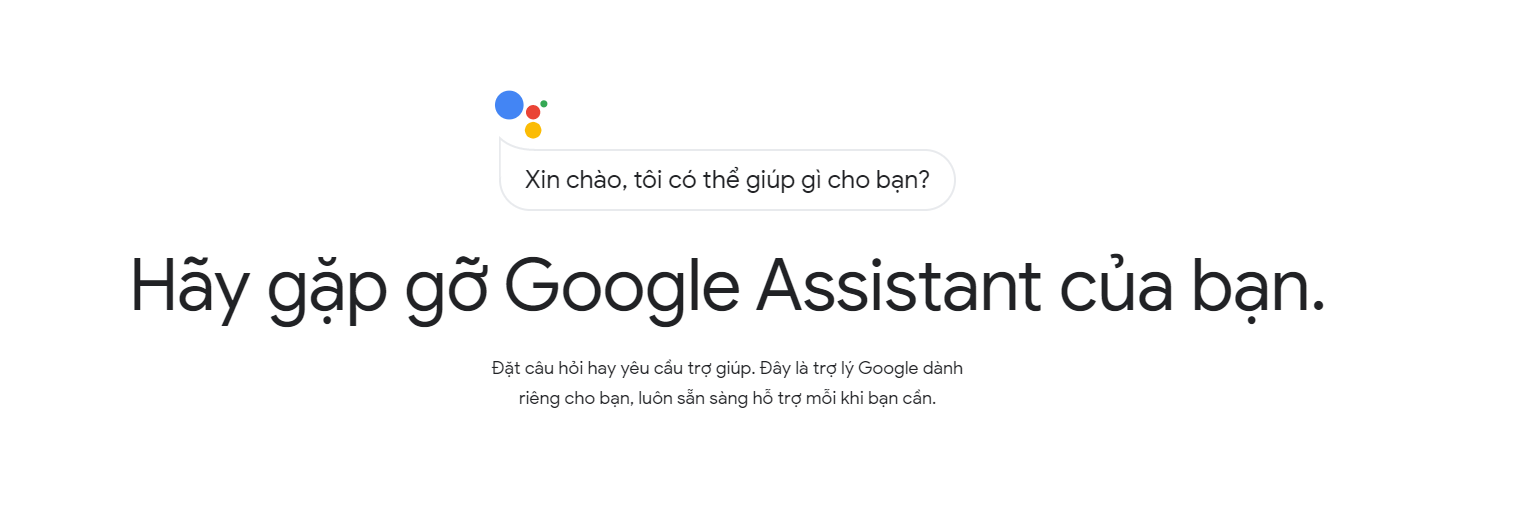 Xin chào, tôi có thể giúp gì cho bạn?
Hãy gặp gỡ Google Assistant của bạn.
Đặt câu hỏi hay yêu cầu trợ giúp. Đây là trợ lý Google dành
riêng cho bạn, luôn sẵn sàng hỗ trợ mỗi khi bạn cần.